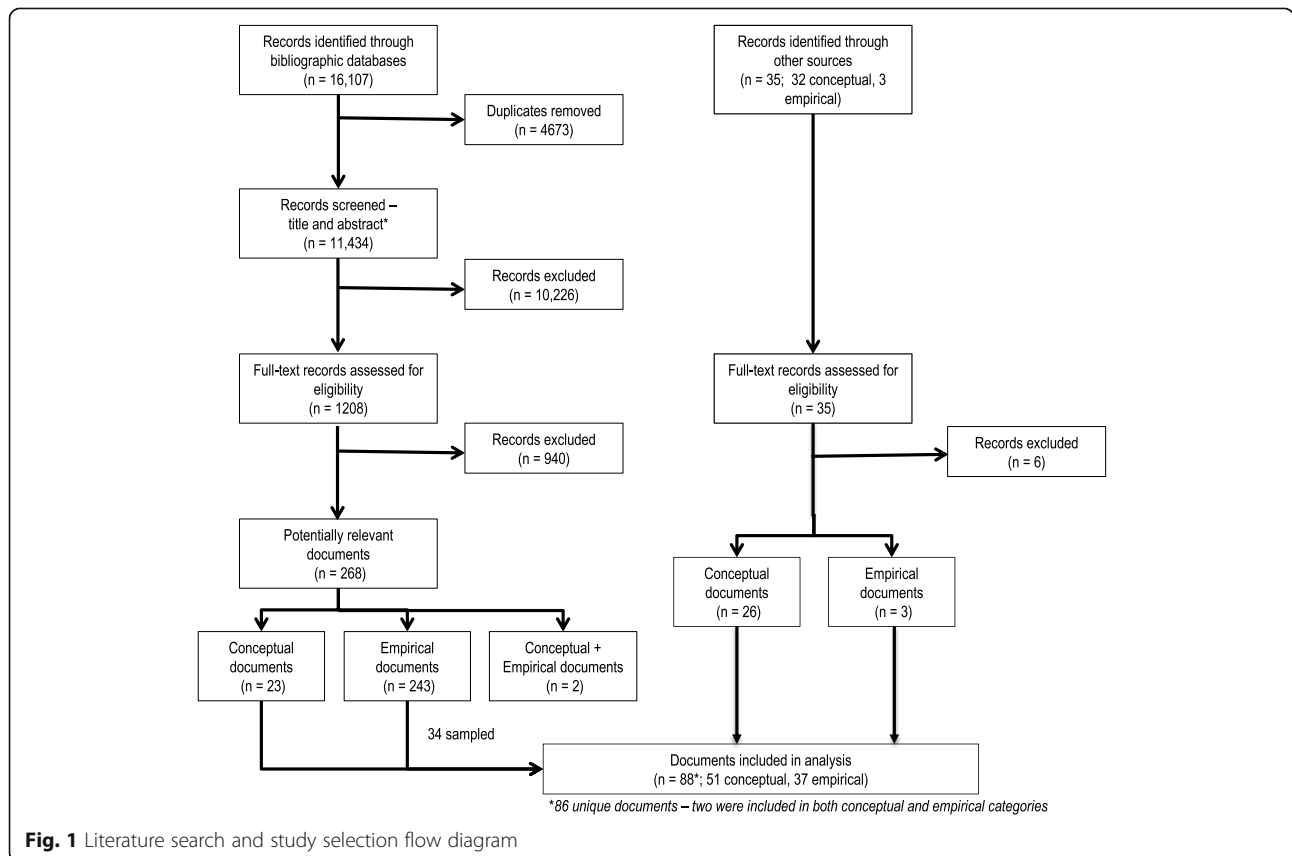 Records identified through
bibliographic databases
(n = 16,107)
Duplicates removed
(n = 4673)
Records screened –
title and abstract*
(n = 11,434)
Records excluded
(n = 10,226)
Full-text records assessed for
eligibility
(n = 1208)
Records excluded
(n = 940)
Potentially relevant
documents
(n = 268)
Conceptual
documents
(n = 23)
Empirical
documents
(n = 243)
Conceptual +
Empirical documents
(n = 2)
34 sampled
Records identified through
other sources
(n = 35; 32 conceptual, 3
empirical)
Full-text records assessed for
eligibility
(n = 35)
Records excluded
(n = 6)
Conceptual
documents
(n = 26)
Empirical
documents
(n = 3)
Documents included in analysis
(n = 88*; 51 conceptual, 37 empirical)
*86 unique documents – two were included in both conceptual and empirical categories
Fig. 1 Literature search and study selection flow diagram